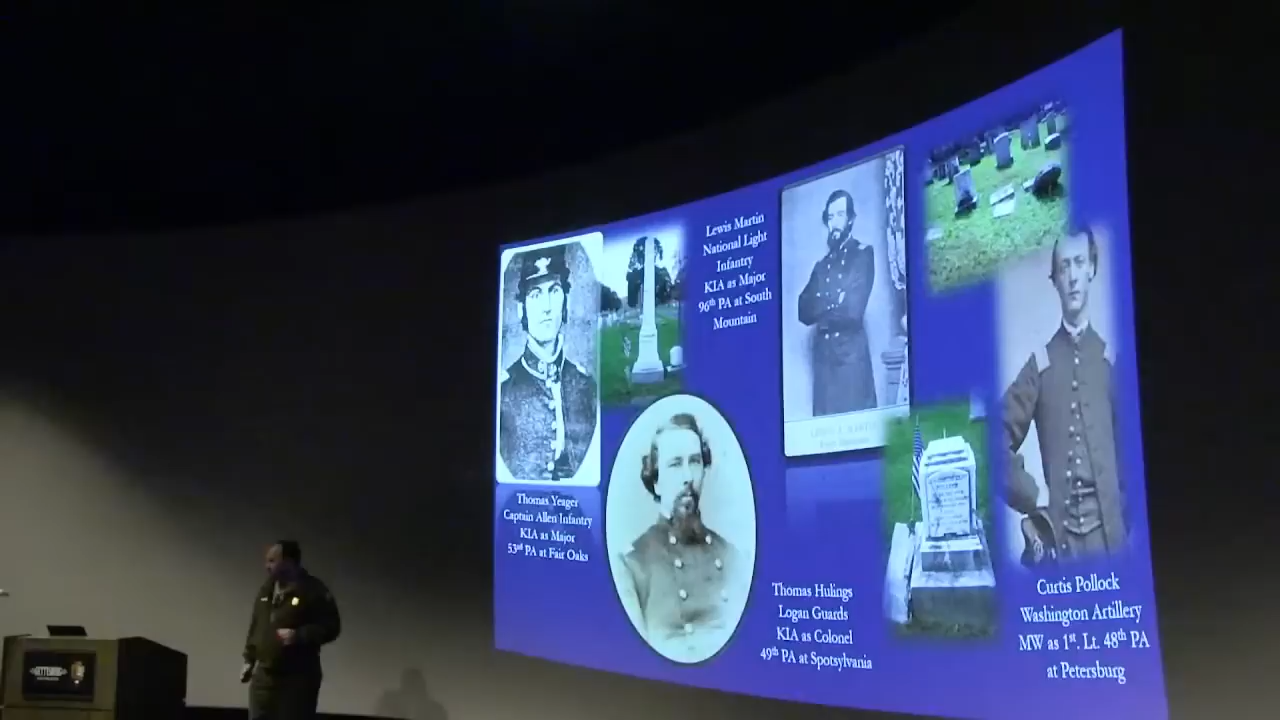 Thomas Yeager
Captain Allen Infantry
KIA as Major
53rd PA at Fair Oaks
Lewis Martin
National Light
Infantry
KIA as Major
96th PA at South
Mountain
Thomas Hulings
Logan Guards
KIA as Colonel
49th PA at Spotsylvania
Curtis Pollock
Washington Artillery
MW as 1st. Lt. 48th PA
at Petersburg
GETTYSBURG